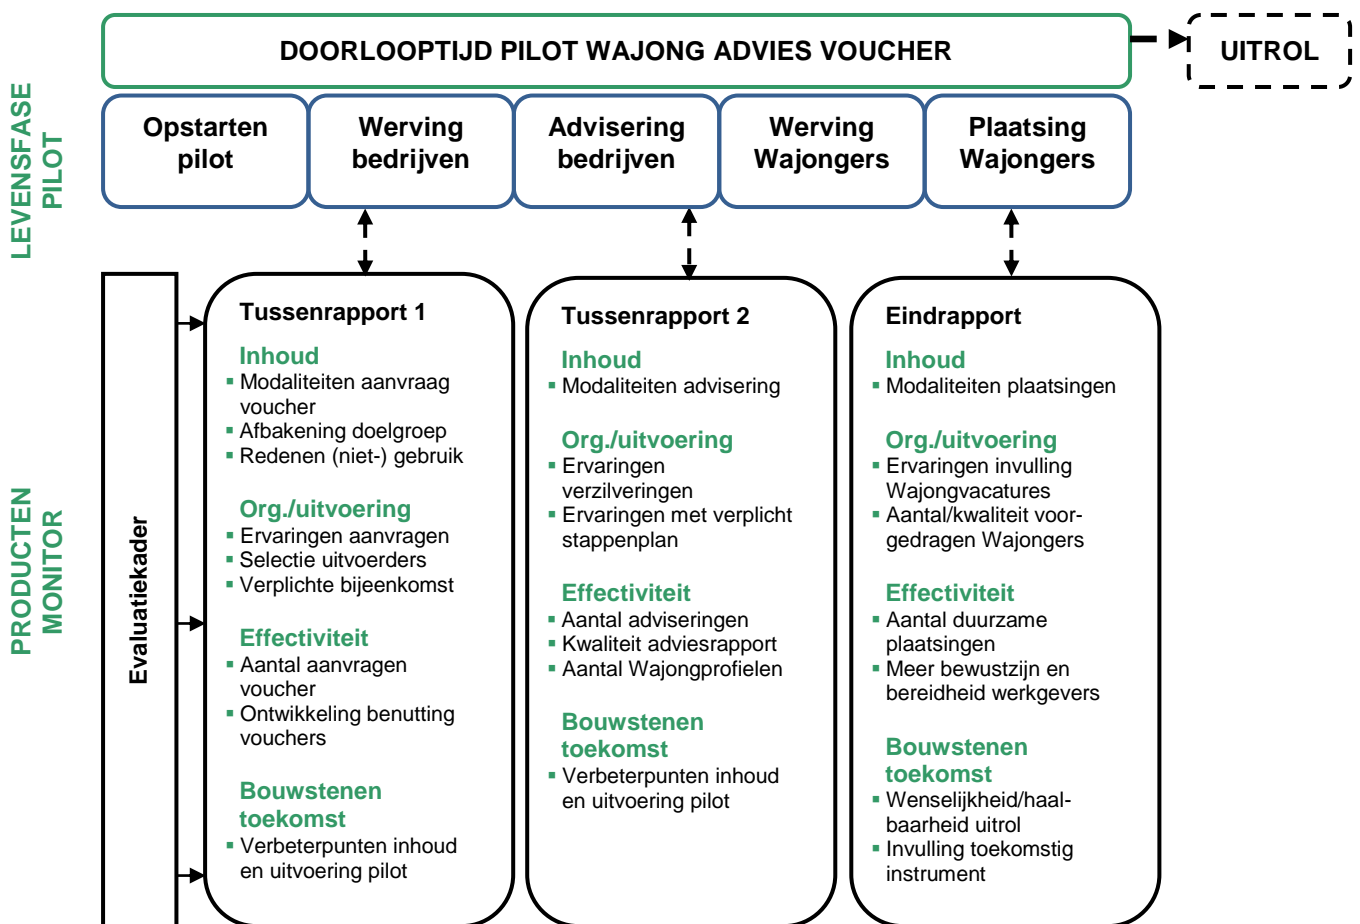 DOORLOOPTIJD PILOT WAJONG ADVIES VOUCHER
UITROL
LEVENSFASE
PILOT
Opstarten
pilot
Werving
bedrijven
Advisering
bedrijven
Werving
Wajongers
Plaatsing
Wajongers
PRODUCTEN
MONITOR
Evaluatiekader
Tussenrapport 1
Inhoud
▪ Modaliteiten aanvraag
voucher
▪ Afbakening doelgroep
▪ Redenen (niet-) gebruik
Org./uitvoering
▪ Ervaringen aanvragen
▪ Selectie uitvoerders
▪ Verplichte bijeenkomst
Effectiviteit
▪ Aantal aanvragen
voucher
▪ Ontwikkeling benutting
vouchers
Bouwstenen
toekomst
▪ Verbeterpunten inhoud
en uitvoering pilot
Tussenrapport 2
Inhoud
▪ Modaliteiten advisering
Org./uitvoering
▪ Ervaringen
verzilveringen
▪ Ervaringen met verplicht
stappenplan
Effectiviteit
▪ Aantal adviseringen
▪ Kwaliteit adviesrapport
▪ Aantal Wajongprofielen
Bouwstenen
toekomst
▪ Verbeterpunten inhoud
en uitvoering pilot
Eindrapport
Inhoud
▪ Modaliteiten plaatsingen
Org./uitvoering
▪ Ervaringen invulling
Wajongvacatures
▪ Aantal/kwaliteit voor-
gedragen Wajongers
Effectiviteit
▪ Aantal duurzame
plaatsingen
▪ Meer bewustzijn en
bereidheid werkgevers
Bouwstenen
toekomst
▪ Wenselijkheid/haal-
baarheid uitrol
▪ Invulling toekomstig
instrument